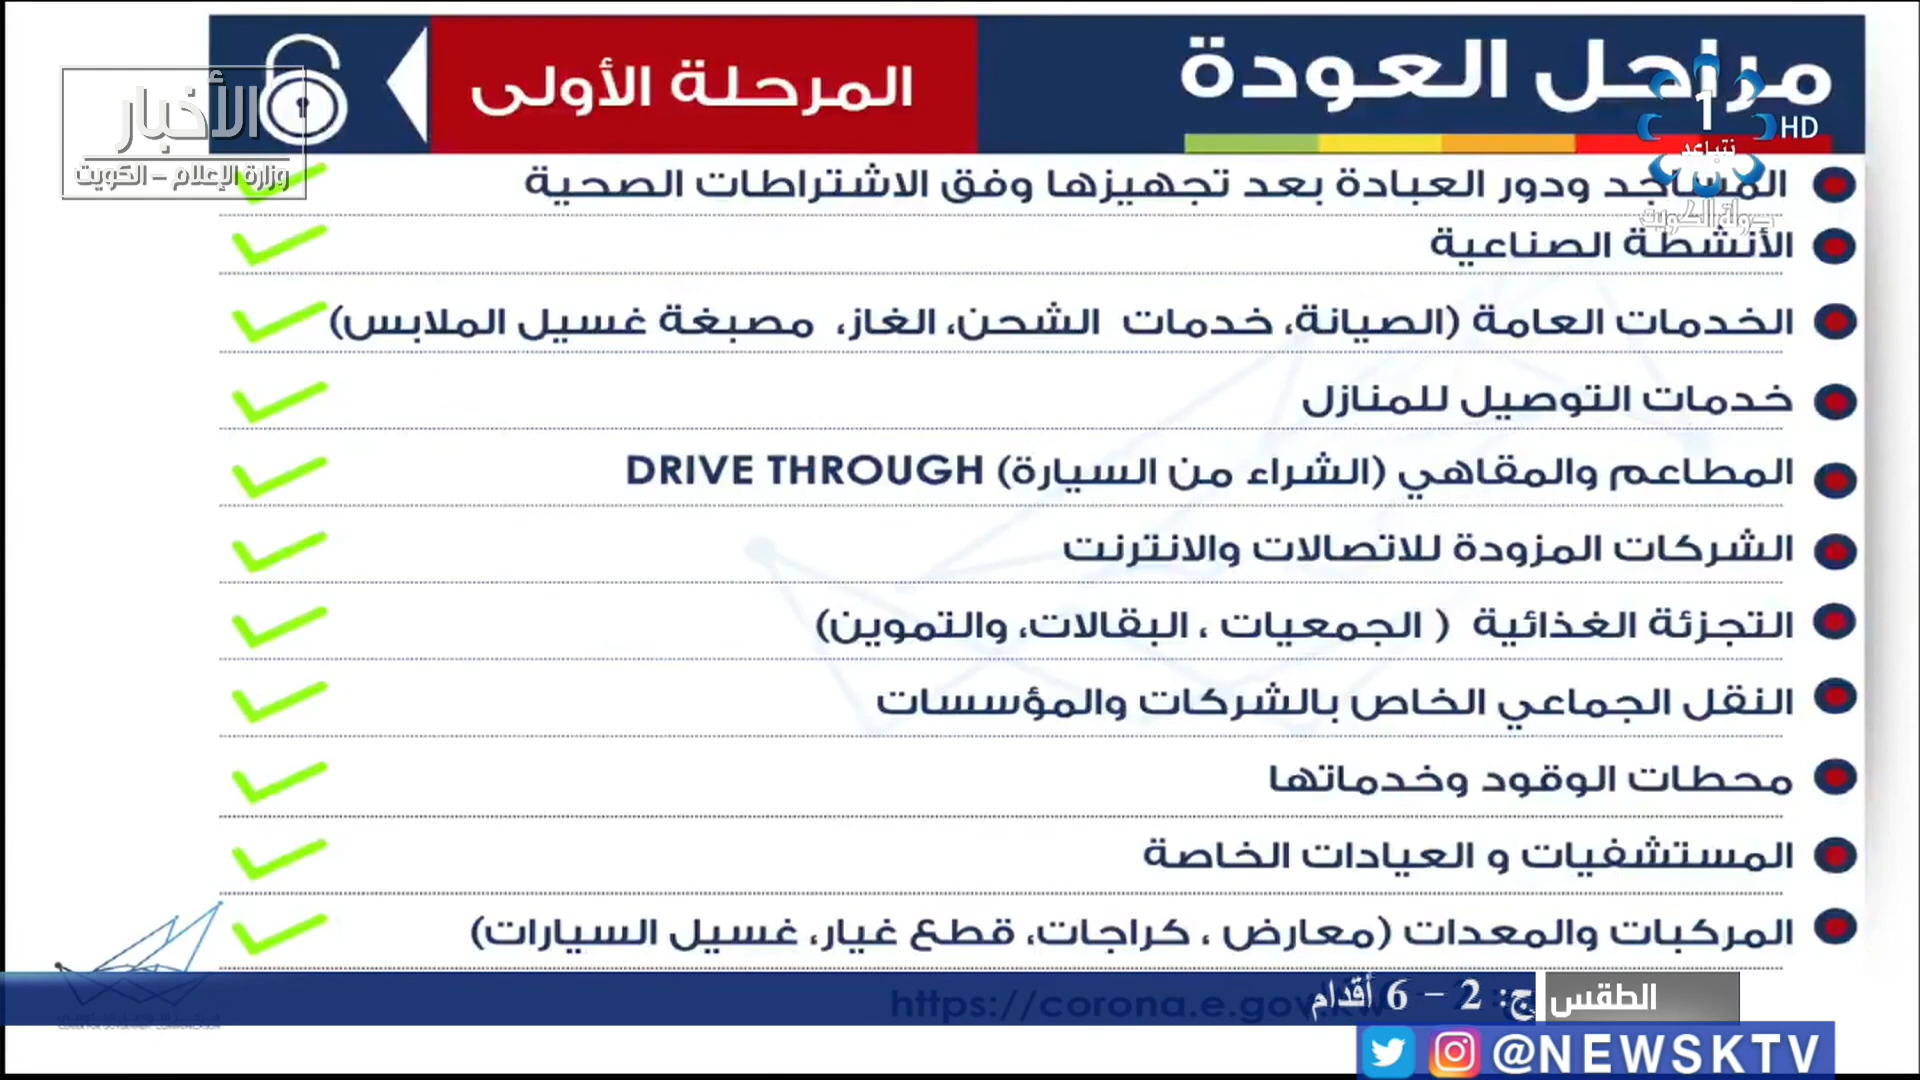 مراحل العودة
المرحلة الأولى
الأخبار
وزارة الإعلام – الكويت
1
HD
نتباعد
دولة الكويت
المساجد ودور العبادة بعد تجهيزها وفق الاشتراطات الصحية
الأنشطة الصناعية
الخدمات العامة (الصيانة، خدمات الشحن، الغاز، مصبغة غسيل الملابس)
خدمات التوصيل للمنازل
المطاعم والمقاهي (الشراء من السيارة) DRIVE THROUGH
الشركات المزودة للاتصالات والانترنت
التجزئة الغذائية ( الجمعيات ، البقالات، والتموين)
النقل الجماعي الخاص بالشركات والمؤسسات
محطات الوقود وخدماتها
المستشفيات و العيادات الخاصة
المركبات والمعدات (معارض ، كراجات، قطع غيار، غسيل السيارات)
الطقس
ج: 2 – 6 أقدام
https://corona.e.gov.kw
@NEWSKTV